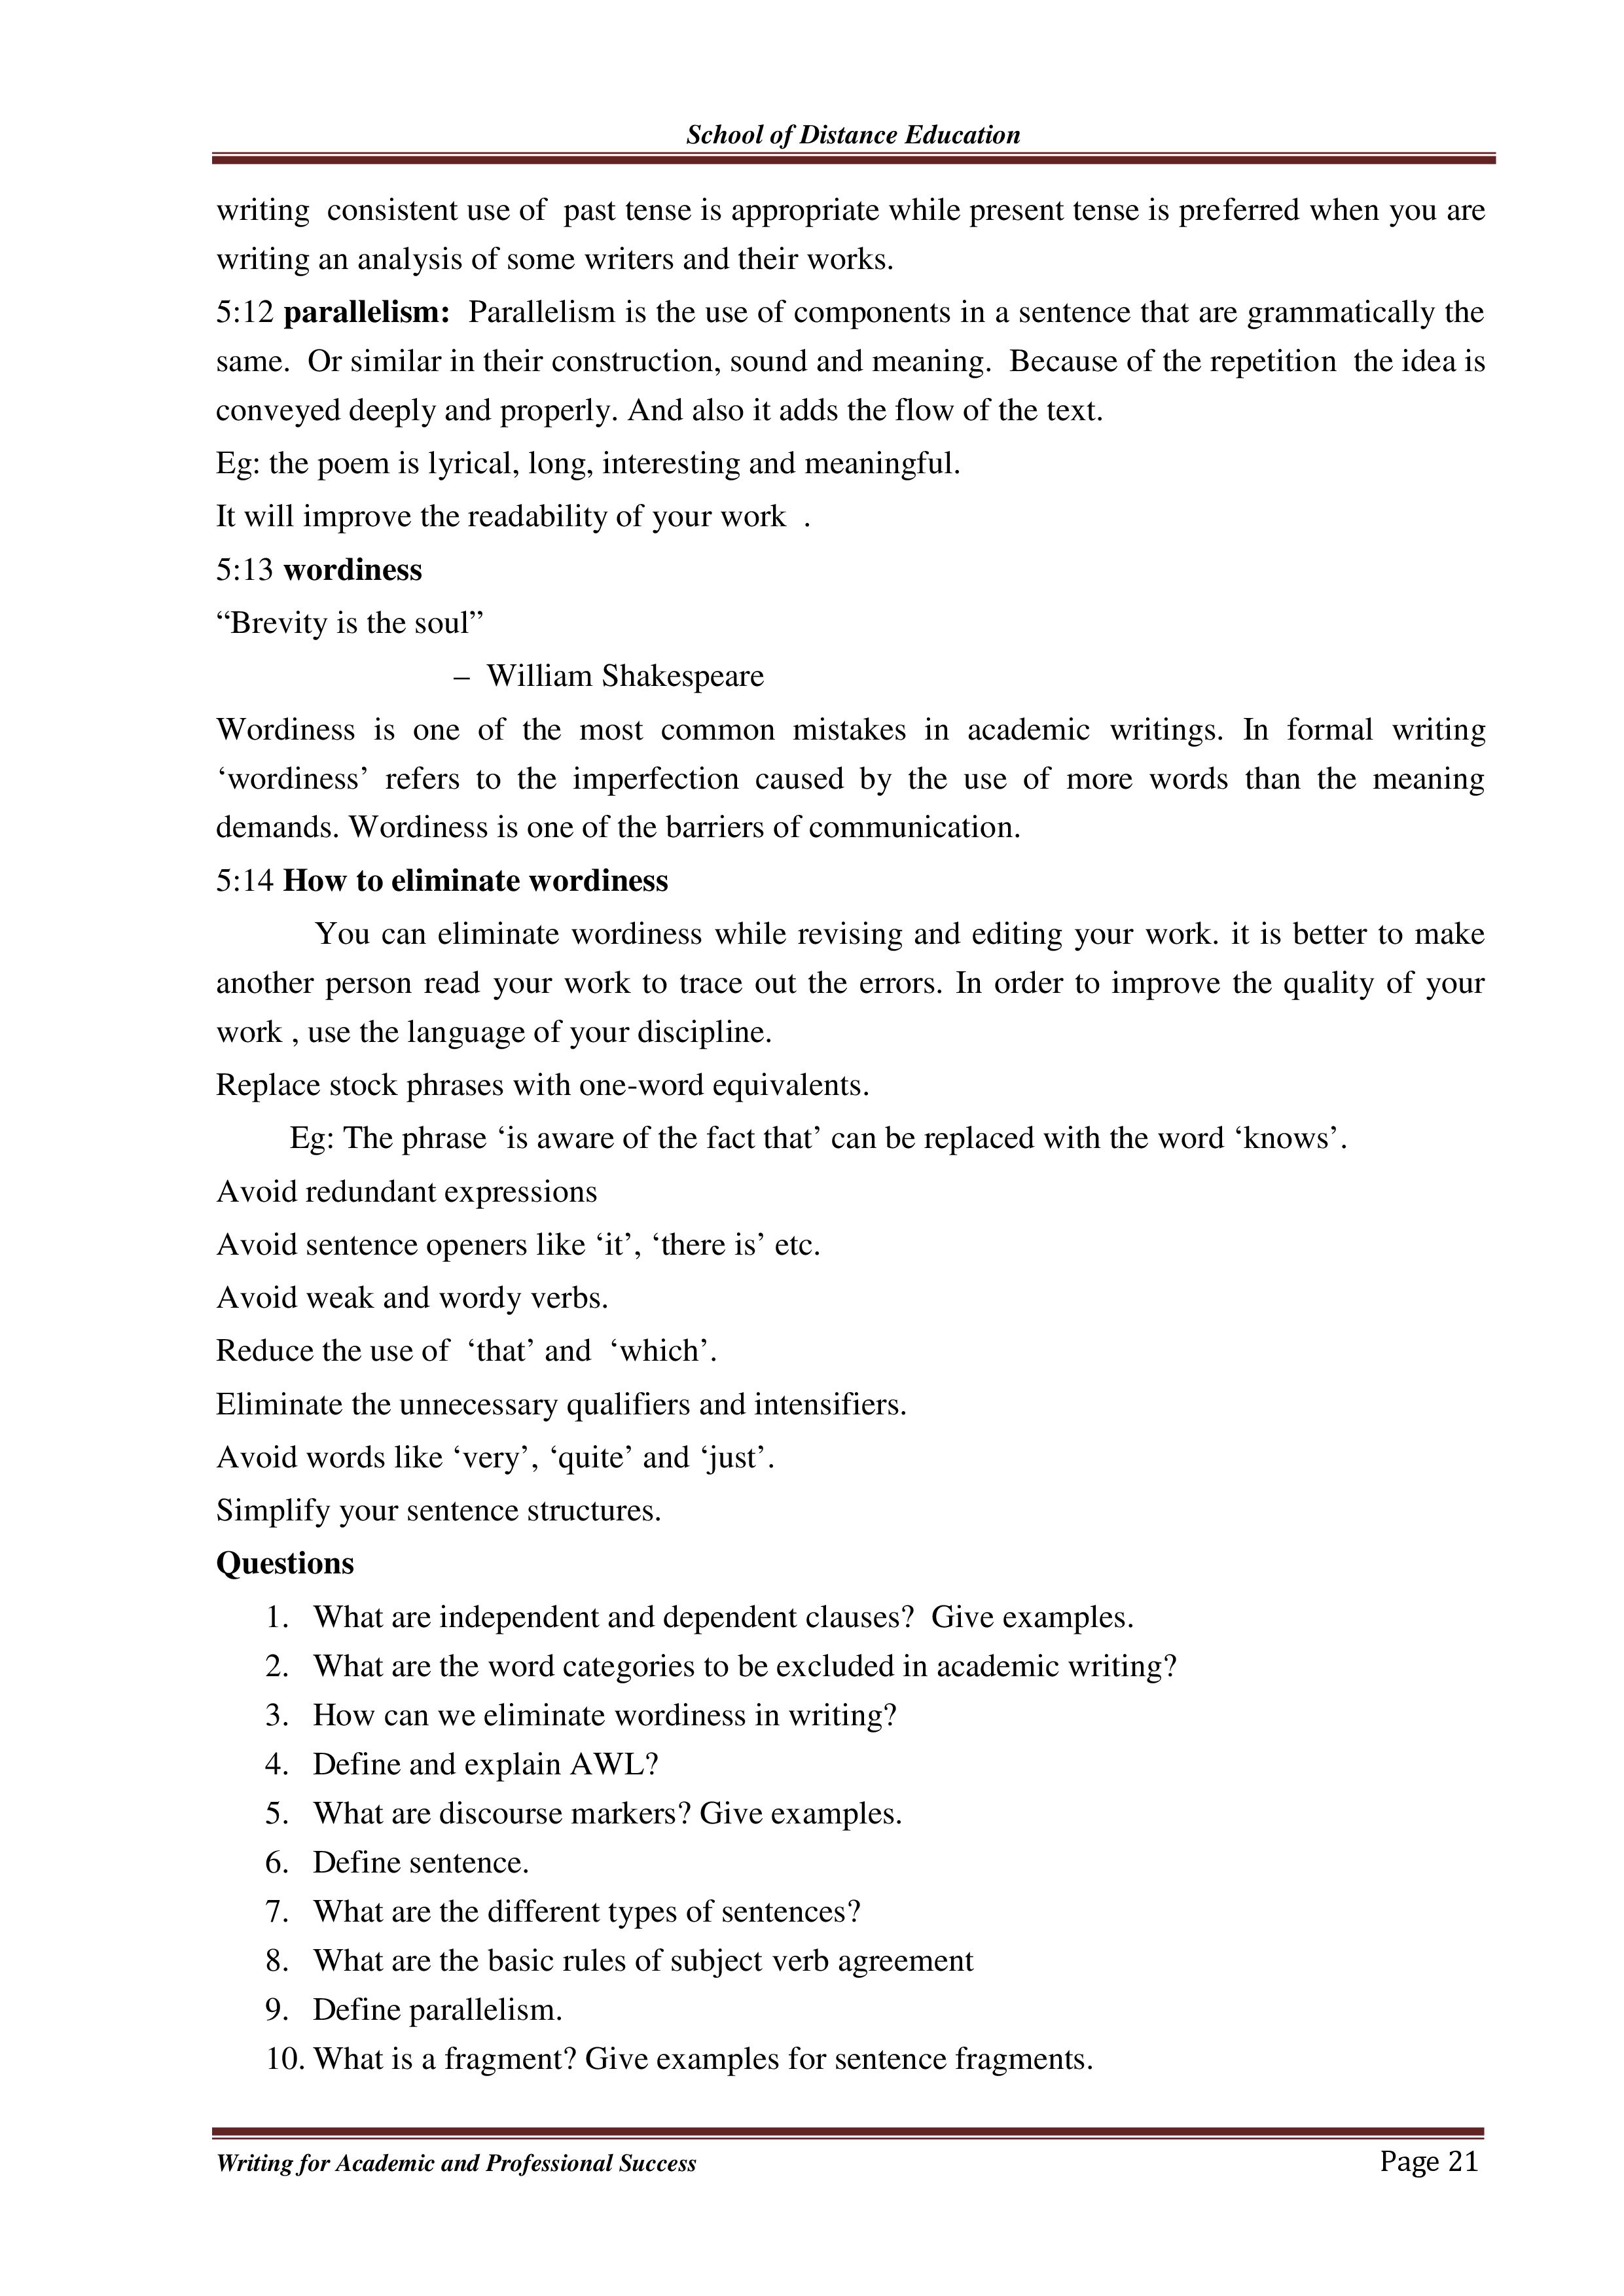 School of Distance Education
writing consistent use of past tense is appropriate while present tense is preferred when you are
writing an analysis of some writers and their works.
5:12 parallelism: Parallelism is the use of components in a sentence that are grammatically the
same. Or similar in their construction, sound and meaning. Because of the repetition the idea is
conveyed deeply and properly. And also it adds the flow of the text.
Eg: the poem is lyrical, long, interesting and meaningful.
It will improve the readability of your work .
5:13 wordiness
“Brevity is the soul”
– William Shakespeare
Wordiness is one of the most common mistakes in academic writings. In formal writing
‘wordiness’ refers to the imperfection caused by the use of more words than the meaning
demands. Wordiness is one of the barriers of communication.
5:14 How to eliminate wordiness
You can eliminate wordiness while revising and editing your work. it is better to make
another person read your work to trace out the errors. In order to improve the quality of your
work , use the language of your discipline.
Replace stock phrases with one-word equivalents.
Eg: The phrase ‘is aware of the fact that’ can be replaced with the word ‘knows’.
Avoid redundant expressions
Avoid sentence openers like ‘it’, ‘there is’ etc.
Avoid weak and wordy verbs.
Reduce the use of ‘that’ and ‘which’.
Eliminate the unnecessary qualifiers and intensifiers.
Avoid words like ‘very’, ‘quite’ and ‘just’.
Simplify your sentence structures.
Questions
1. What are independent and dependent clauses? Give examples.
2. What are the word categories to be excluded in academic writing?
3. How can we eliminate wordiness in writing?
4. Define and explain AWL?
5. What are discourse markers? Give examples.
6. Define sentence.
7. What are the different types of sentences?
8. What are the basic rules of subject verb agreement
9. Define parallelism.
10. What is a fragment? Give examples for sentence fragments.
Writing for Academic and Professional Success Page 21